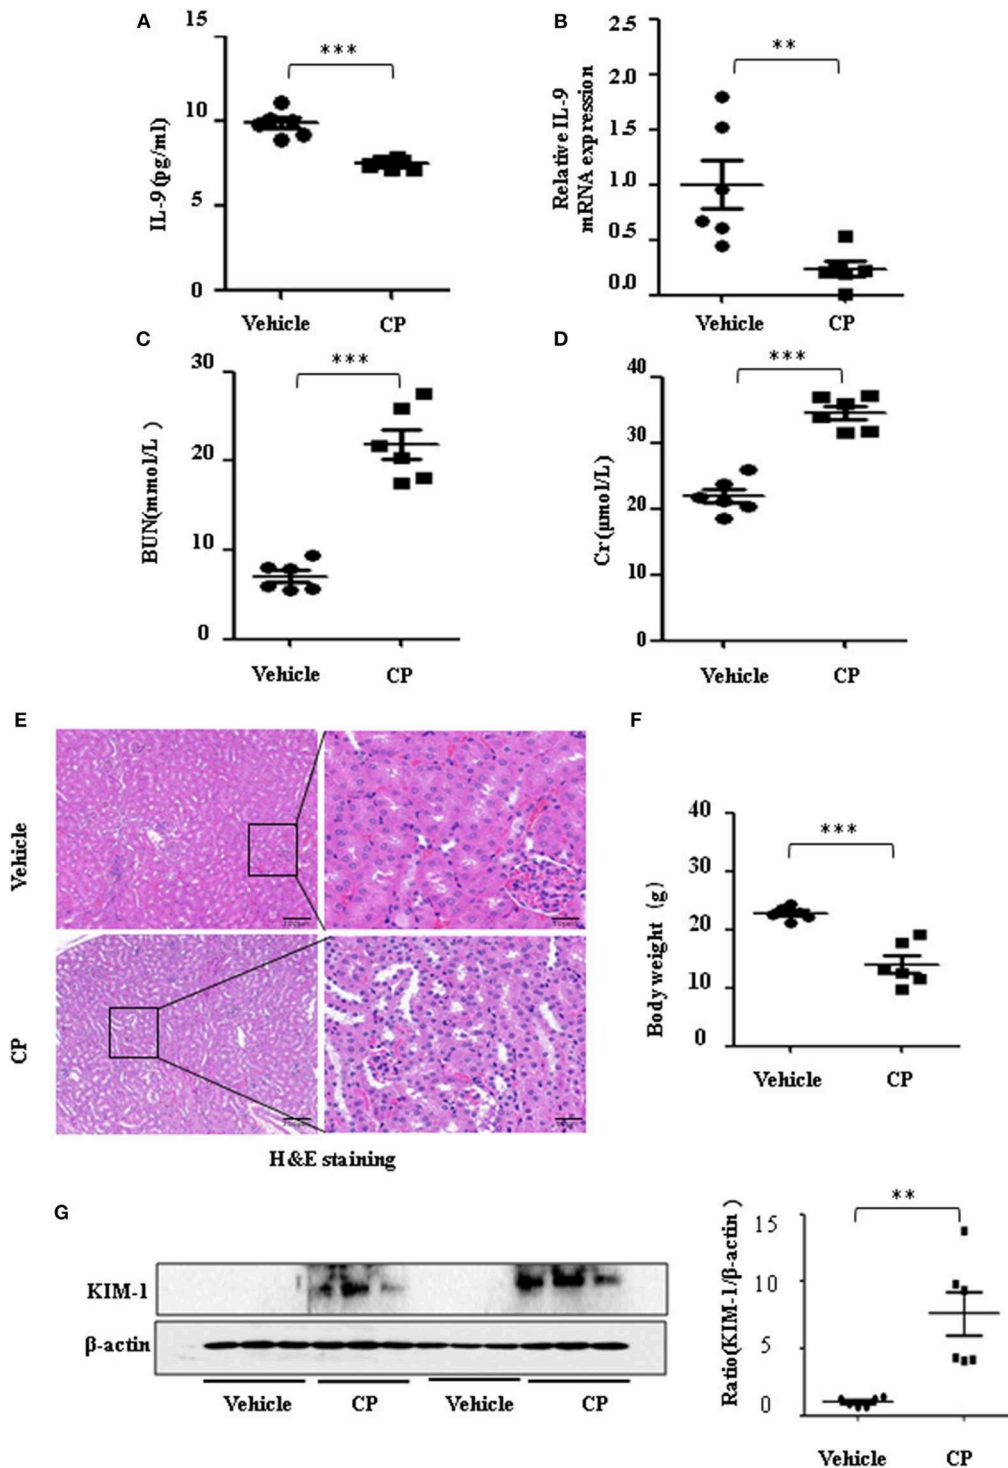 A
IL-9(pg/ml)
15
10
5
0
***
Vehicle
CP
B
Relative IL-9
mRNA expression
2.5
2.0
1.5
1.0
0.5
0.0
**
Vehicle
CP
C
BUN(mmol/L)
30
20
10
0
***
Vehicle
CP
D
Cr(μmol/L)
40
30
20
10
0
***
Vehicle
CP
E
Vehicle
CP
H&E staining
F
Bodyweight (g)
40
30
20
10
0
***
Vehicle
CP
G
KIM-1
β-actin
Vehicle
CP
Vehicle
CP
Ratio(KIM-1/β-actin)
15
10
5
0
**
Vehicle
CP